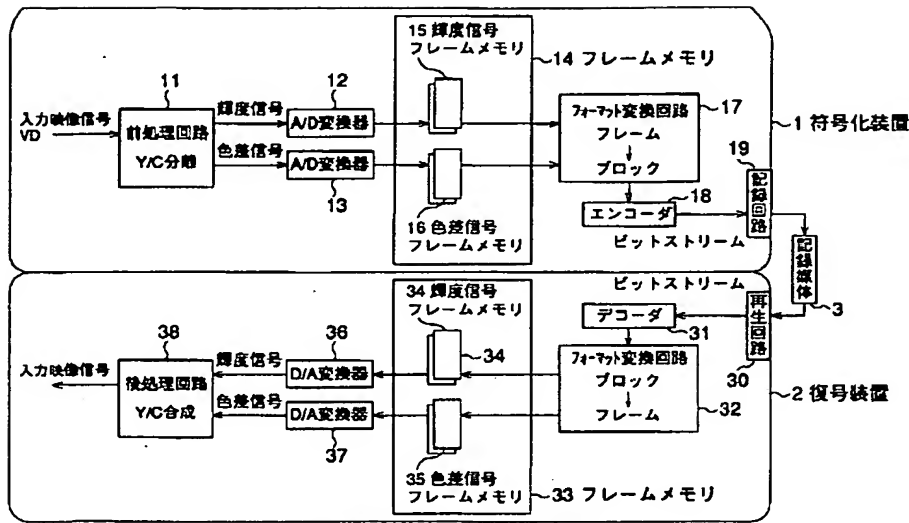 15 輝度信号
フレームメモリ
14 フレームメモリ
11
輝度信号
12
A/D変換器
入力映像信号
VD
前処理回路
Y/C分離
色差信号
A/D変換器
13
16 色差信号
フレームメモリ
フォーマット変換回路
フレーム
ブロック
17
1 符号化装置
エンコーダ
18
ビットストリーム
19
記録回路
記録媒体
3
ビットストリーム
再生回路
30
デコーダ
31
34 輝度信号
フレームメモリ
34
フォーマット変換回路
ブロック
フレーム
32
2 復号装置
38
輝度信号
36
D/A変換器
入力映像信号
後処理回路
Y/C合成
色差信号
D/A変換器
37
35 色差信号
フレームメモリ
33 フレームメモリ